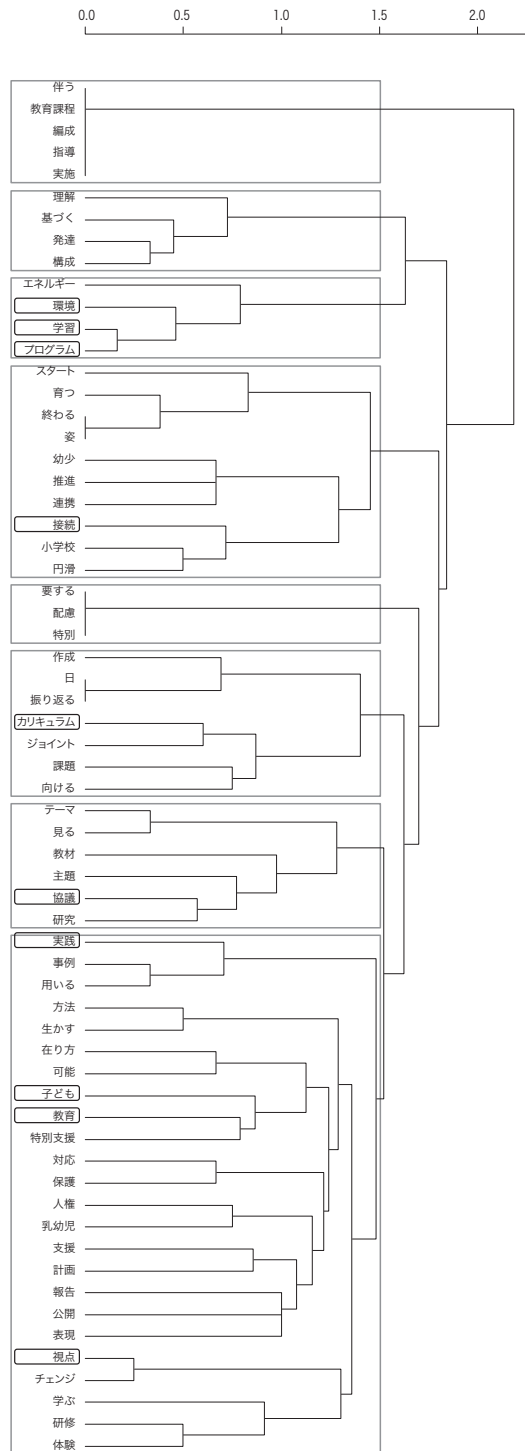 0.0 0.5 1.0 1.5 2.0
伴う
教育課程
編成
指導
実施
理解
基づく
発達
構成
エネルギー
環境
学習
プログラム
スタート
育つ
終わる
姿
幼少
推進
連携
接続
小学校
円滑
要する
配慮
特別
作成
日
振り返る
カリキュラム
ジョイント
課題
向ける
テーマ
見る
教材
主題
協議
研究
実践
事例
用いる
方法
生かす
在り方
可能
子ども
教育
特別支援
対応
保護
人権
乳幼児
支援
計画
報告
公開
表現
視点
チェンジ
学ぶ
研修
体験